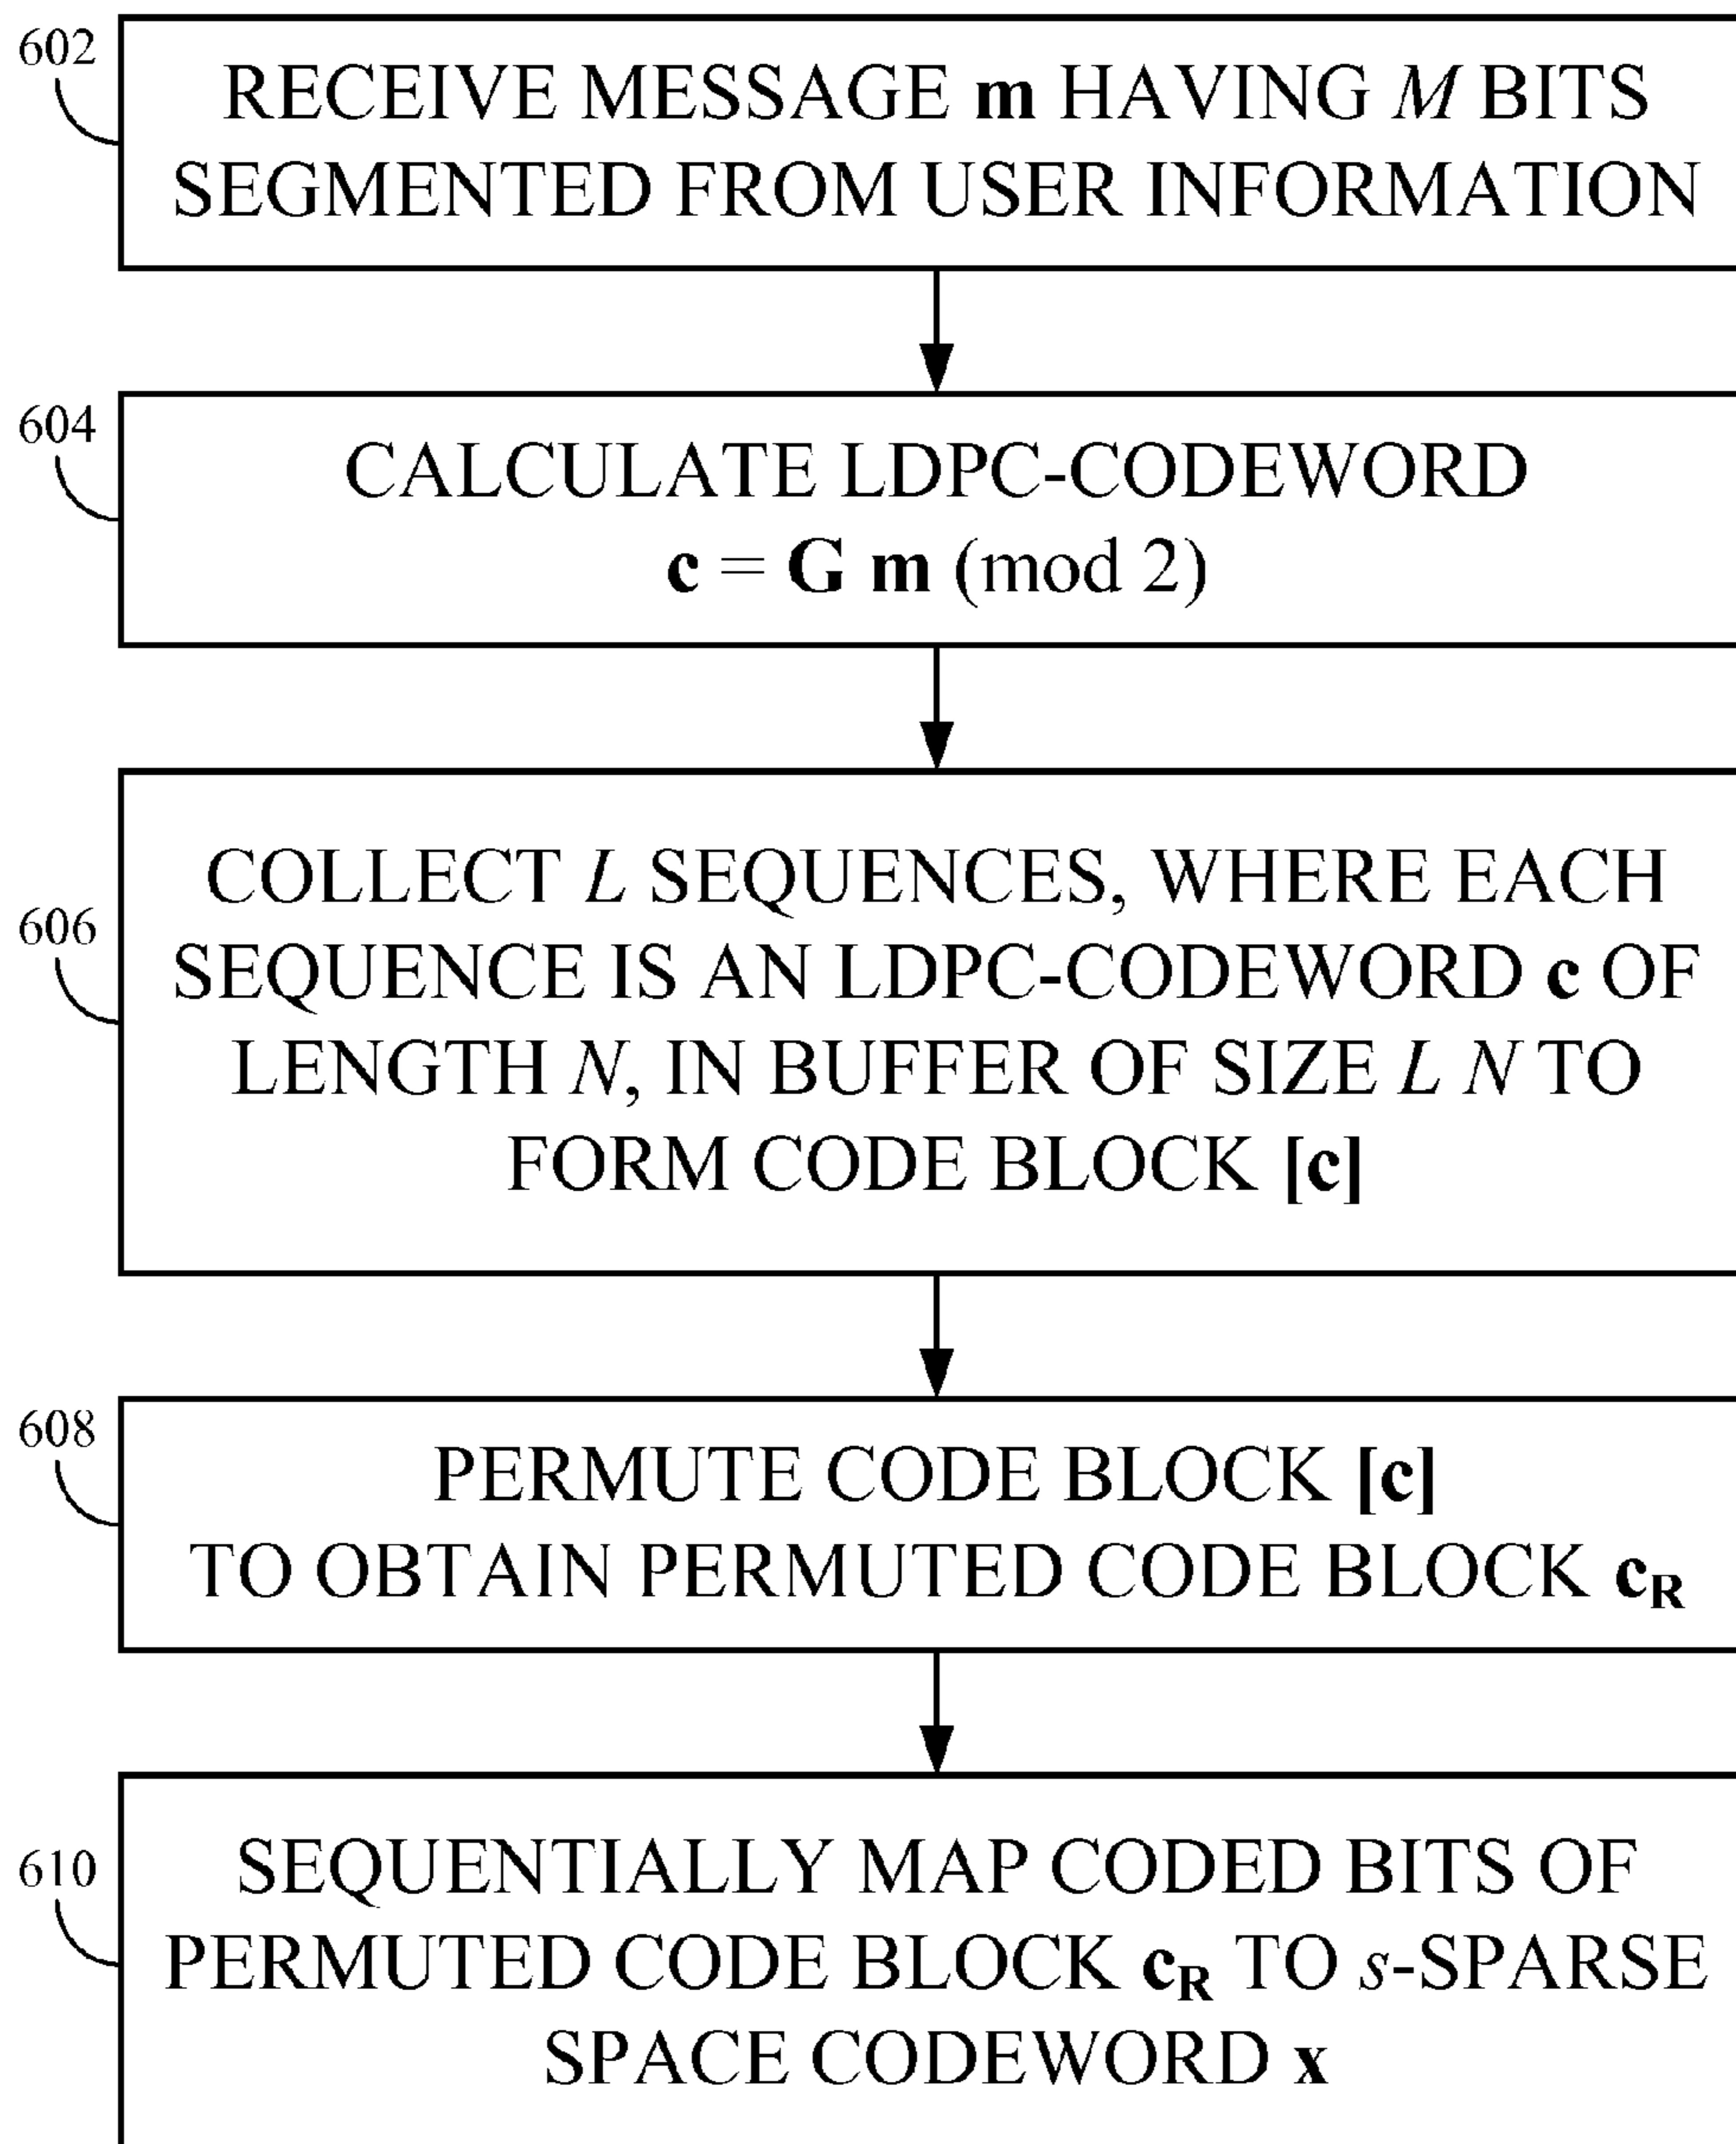 602
RECEIVE MESSAGE m HAVING M BITS
SEGMENTED FROM USER INFORMATION
604
CALCULATE LDPC-CODEWORD
c = G m (mod 2)
606
COLLECT L SEQUENCES, WHERE EACH
SEQUENCE IS AN LDPC-CODEWORD c OF
LENGTH N, IN BUFFER OF SIZE L N TO
FORM CODE BLOCK [c]
608
PERMUTE CODE BLOCK [c]
TO OBTAIN PERMUTED CODE BLOCK c_R
610
SEQUENTIALLY MAP CODED BITS OF
PERMUTED CODE BLOCK c_R TO s-SPARSE
SPACE CODEWORD x